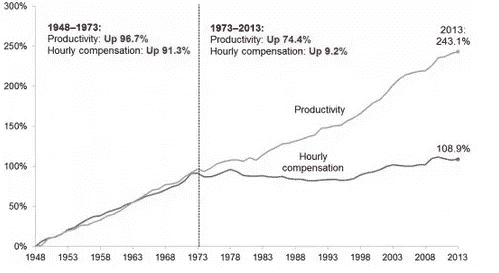 300%
250%
200%
150%
100%
50%
0%
1948–1973:
Productivity: Up 96.7%
Hourly compensation: Up 91.3%
1973–2013:
Productivity: Up 74.4%
Hourly compensation: Up 9.2%
2013:
243.1%
Productivity
108.9%
Hourly
compensation
1948 1953 1958 1963 1968 1973 1978 1983 1988 1993 1998 2003 2008 2013